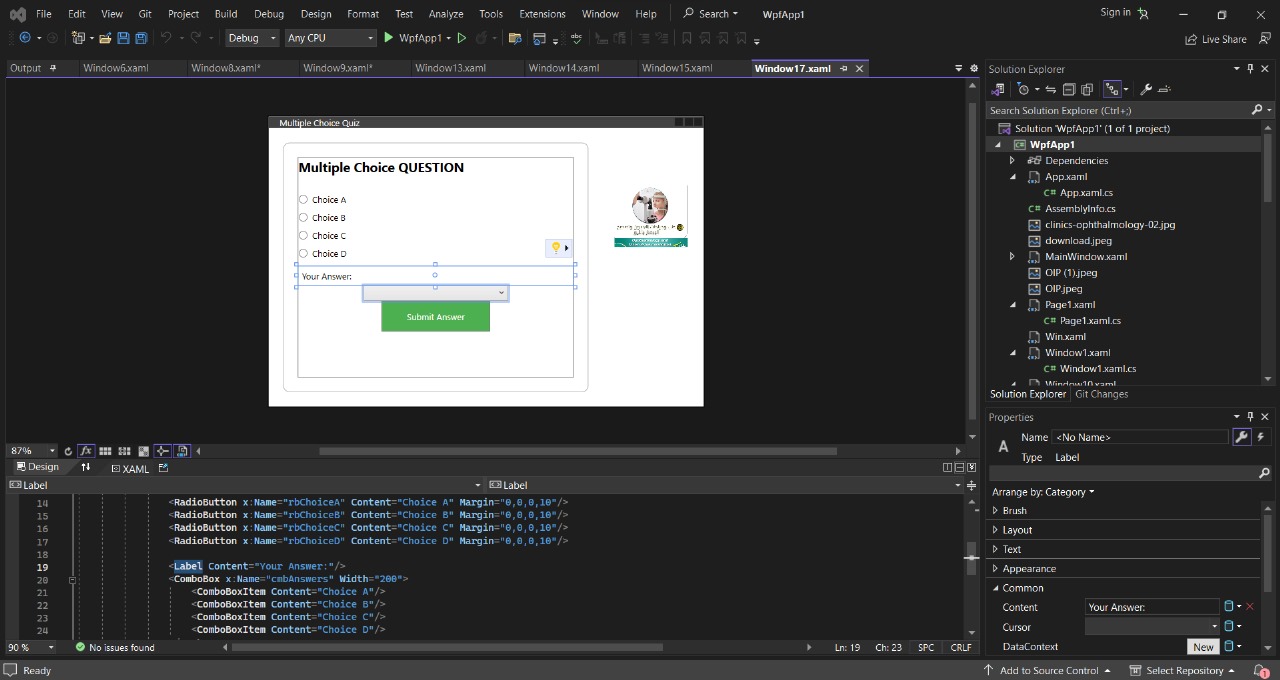 File Edit View Git Project Build Debug Design Format Test Analyze Tools Extensions Window Help Search WpfApp1 Sign in
Debug Any CPU WpfApp1 Live Share
Output Window6.xaml Window8.xaml* Window9.xaml* Window13.xaml Window14.xaml Window15.xaml Window17.xaml
Multiple Choice Quiz
Multiple Choice QUESTION
Choice A
Choice B
Choice C
Choice D
Your Answer:
Submit Answer
87%
Design XAML
Label Label
14 <RadioButton x:Name="rbChoiceA" Content="Choice A" Margin="0,0,0,10"/>
15 <RadioButton x:Name="rbChoiceB" Content="Choice B" Margin="0,0,0,10"/>
16 <RadioButton x:Name="rbChoiceC" Content="Choice C" Margin="0,0,0,10"/>
17 <RadioButton x:Name="rbChoiceD" Content="Choice D" Margin="0,0,0,10"/>
18
19 <Label Content="Your Answer:"/>
20 <ComboBox x:Name="cmbAnswers" Width="200">
21 <ComboBoxItem Content="Choice A"/>
22 <ComboBoxItem Content="Choice B"/>
23 <ComboBoxItem Content="Choice C"/>
24 <ComboBoxItem Content="Choice D"/>
90 % No issues found Ln: 19 Ch: 23 SPC CRLF
Solution Explorer
Search Solution Explorer (Ctrl+;)
Solution 'WpfApp1' (1 of 1 project)
WpfApp1
Dependencies
App.xaml
App.xaml.cs
AssemblyInfo.cs
clinics-ophthalmology-02.jpg
download.jpeg
MainWindow.xaml
OIP (1).jpeg
OIP.jpeg
Page1.xaml
Page1.xaml.cs
Win.xaml
Window1.xaml
Window1.xaml.cs
Window10.xaml
Solution Explorer Git Changes
Properties
Name <No Name>
Type Label
Arrange by: Category
Brush
Layout
Text
Appearance
Common
Content Your Answer:
Cursor
DataContext New
Ready Add to Source Control Select Repository 1